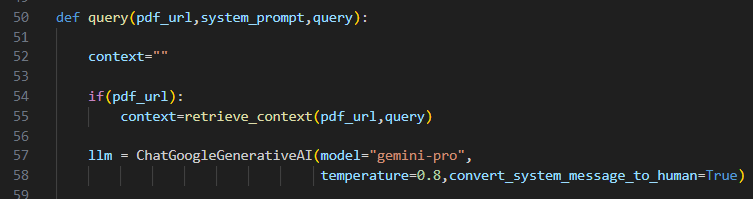 50 def query(pdf_url,system_prompt,query):
51
52 context=""
53
54 if(pdf_url):
55 context=retrieve_context(pdf_url,query)
56
57 llm = ChatGoogleGenerativeAI(model="gemini-pro",
58 temperature=0.8,convert_system_message_to_human=True)
59